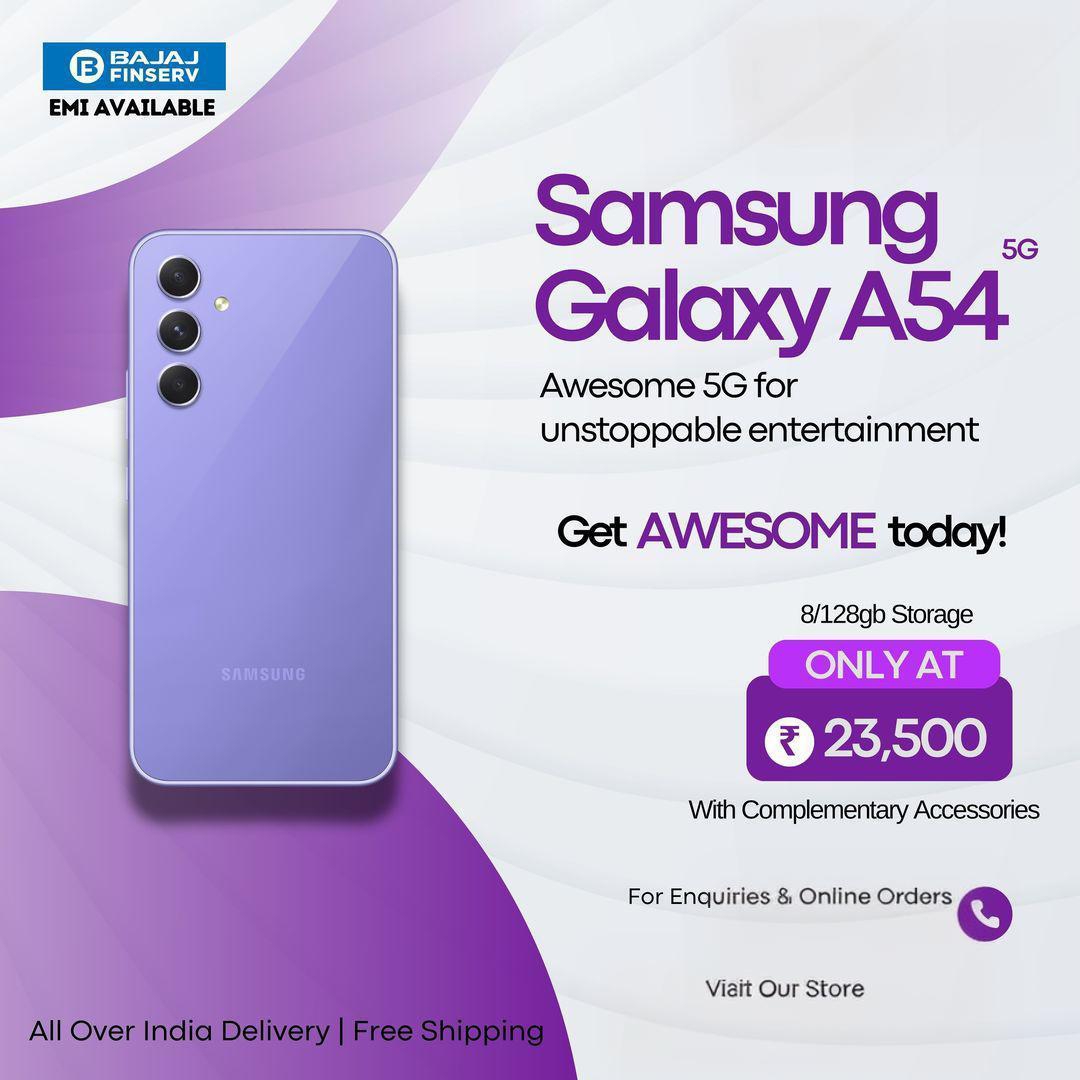 BAJAJ
FINSERV
EMI AVAILABLE
Samsung
Galaxy A54 5G
Awesome 5G for
unstoppable entertainment
Get AWESOME today!
8/128gb Storage
ONLY AT
₹ 23,500
With Complementary Accessories
For Enquiries & Online Orders
Viait Our Store
SAMSUNG
All Over India Delivery | Free Shipping